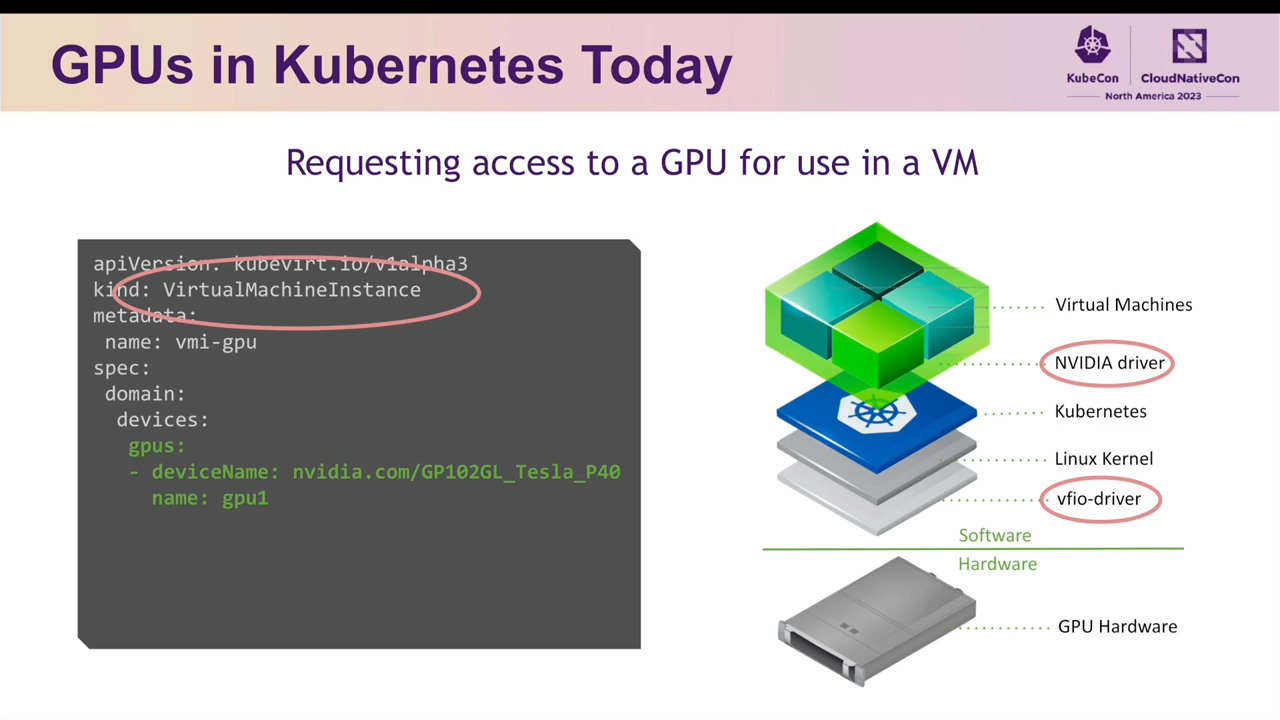 GPUs in Kubernetes Today
KubeCon
CloudNativeCon
North America 2023
Requesting access to a GPU for use in a VM
apiVersion: kubevirt.io/v1alpha3
kind: VirtualMachineInstance
metadata:
name: vmi-gpu
spec:
domain:
devices:
gpus:
- deviceName: nvidia.com/GP102GL_Tesla_P40
name: gpu1
Virtual Machines
NVIDIA driver
Kubernetes
Linux Kernel
vfio-driver
Software
Hardware
GPU Hardware